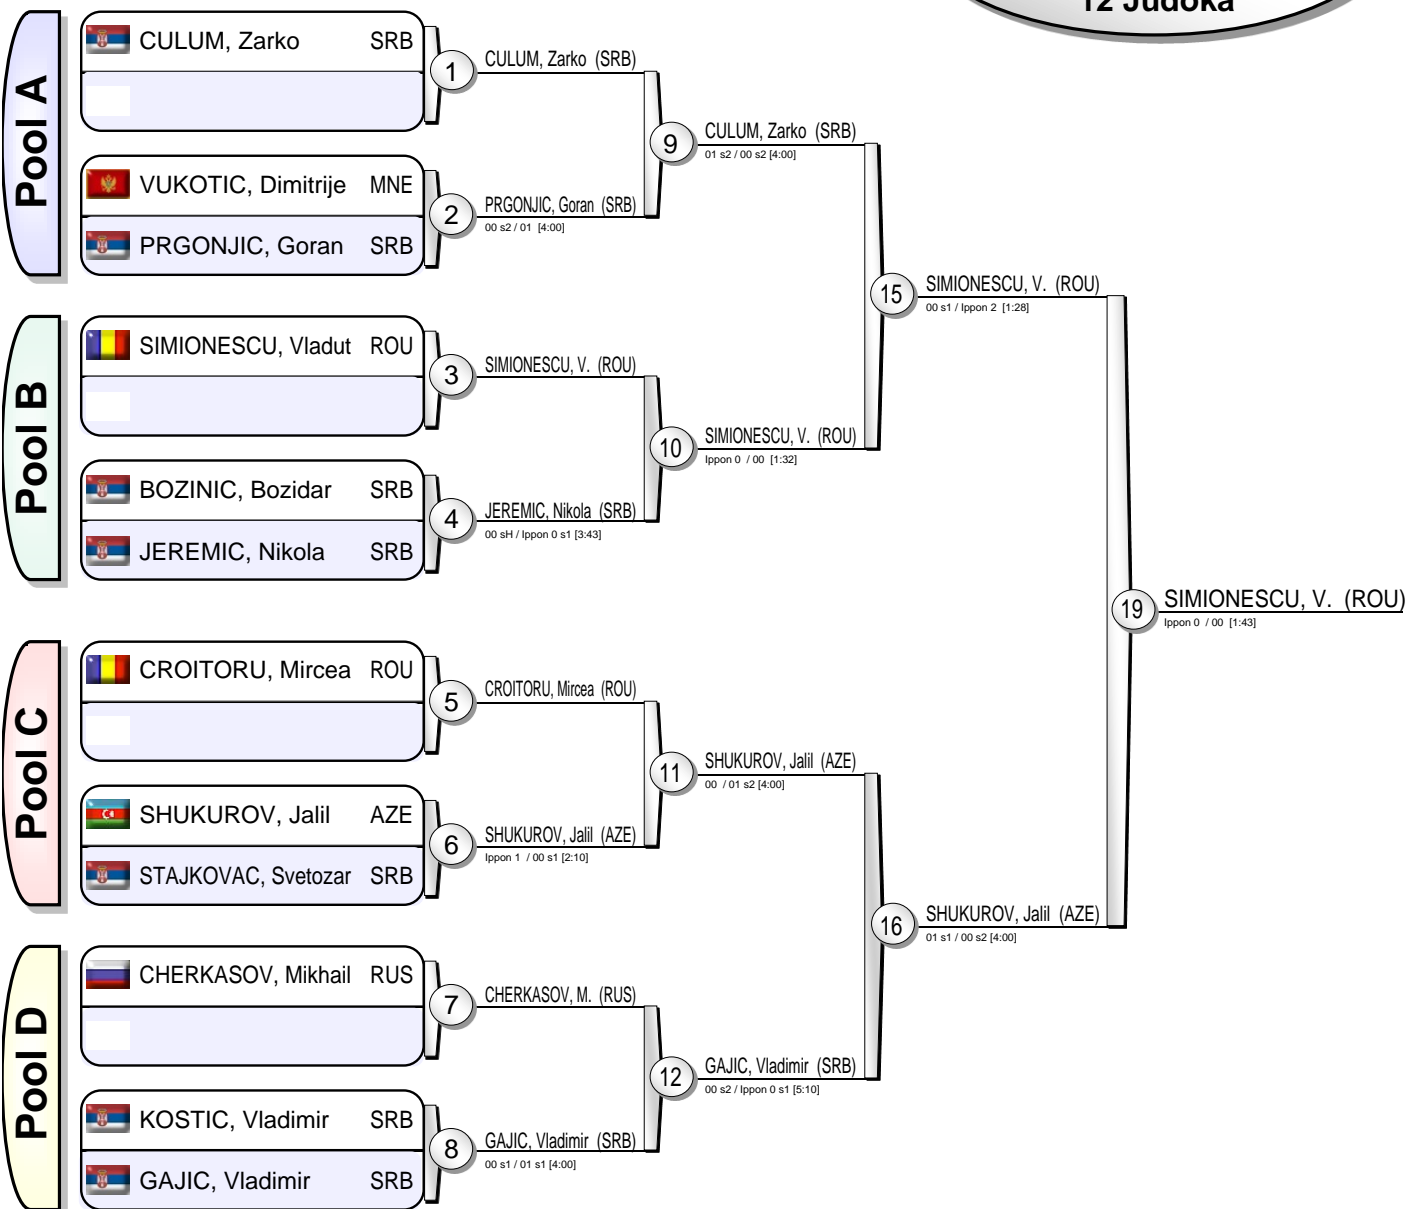 12 Judoka
Pool A
CULUM, Zarko SRB
VUKOTIC, Dimitrije MNE
PRGONJIC, Goran SRB
1
CULUM, Zarko (SRB)
2
PRGONJIC, Goran (SRB)
00 s2 / 01 [4:00]
9
CULUM, Zarko (SRB)
01 s2 / 00 s2 [4:00]
Pool B
SIMIONESCU, Vladut ROU
BOZINIC, Bozidar SRB
JEREMIC, Nikola SRB
3
SIMIONESCU, V. (ROU)
4
JEREMIC, Nikola (SRB)
00 sH / Ippon 0 s1 [3:43]
10
SIMIONESCU, V. (ROU)
Ippon 0 / 00 [1:32]
15
SIMIONESCU, V. (ROU)
00 s1 / Ippon 2 [1:28]
Pool C
CROITORU, Mircea ROU
SHUKUROV, Jalil AZE
STAJKOVAC, Svetozar SRB
5
CROITORU, Mircea (ROU)
6
SHUKUROV, Jalil (AZE)
Ippon 1 / 00 s1 [2:10]
11
SHUKUROV, Jalil (AZE)
00 / 01 s2 [4:00]
Pool D
CHERKASOV, Mikhail RUS
KOSTIC, Vladimir SRB
GAJIC, Vladimir SRB
7
CHERKASOV, M. (RUS)
8
GAJIC, Vladimir (SRB)
00 s1 / 01 s1 [4:00]
12
GAJIC, Vladimir (SRB)
00 s2 / Ippon 0 s1 [5:10]
16
SHUKUROV, Jalil (AZE)
01 s1 / 00 s2 [4:00]
19
SIMIONESCU, V. (ROU)
Ippon 0 / 00 [1:43]